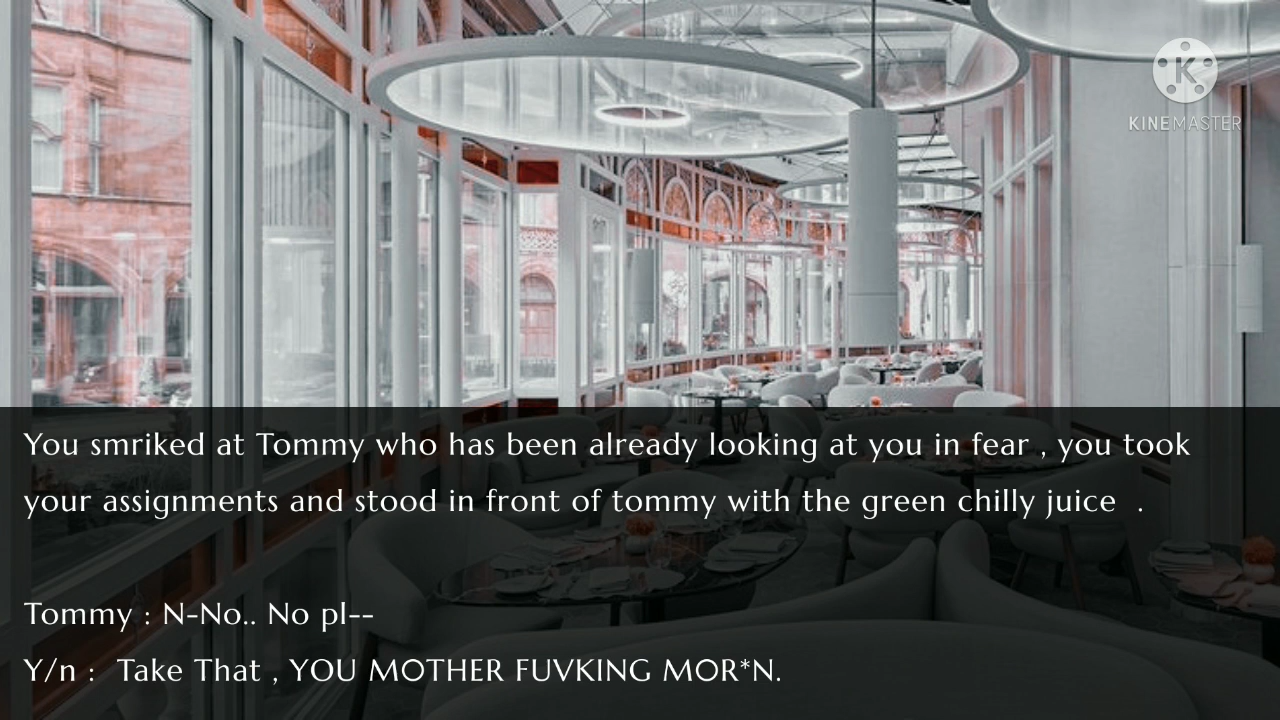 KINEMASTER
You smriked at Tommy who has been already looking at you in fear , you took
your assignments and stood in front of tommy with the green chilly juice  .
Tommy : N-No.. No pl--
Y/n :  Take That , YOU MOTHER FUVKING MOR*N.